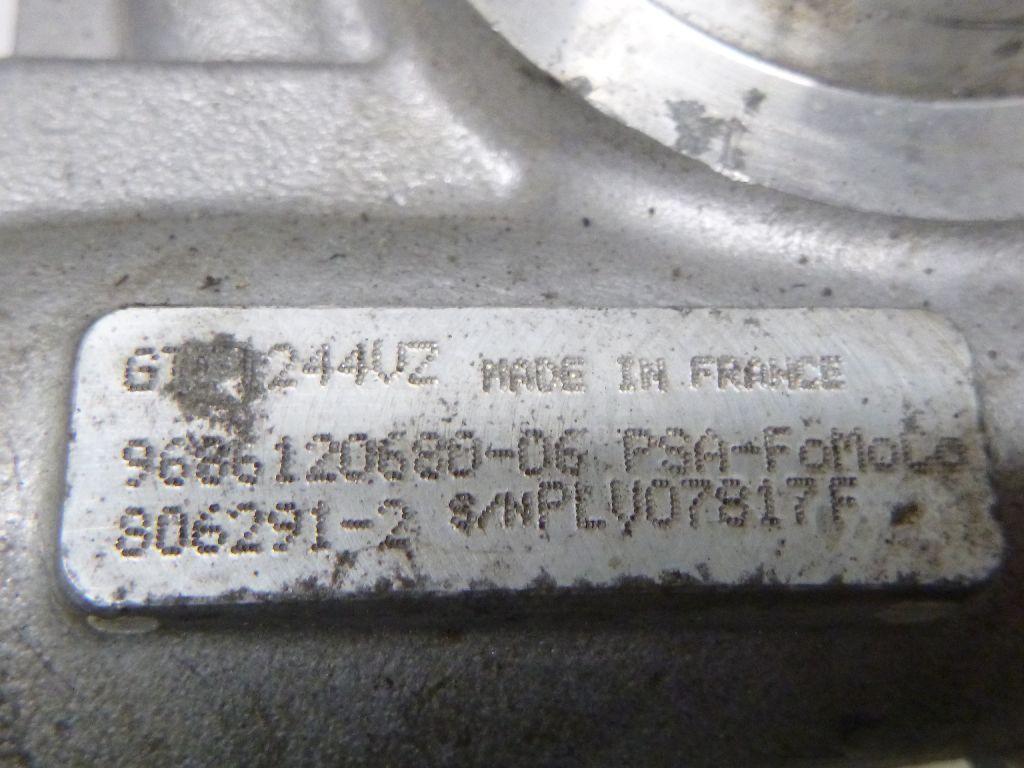 MADE IN FRANCE
9686120680-06 PSA-FoMoCo
806291-2 S/NPLV07817F